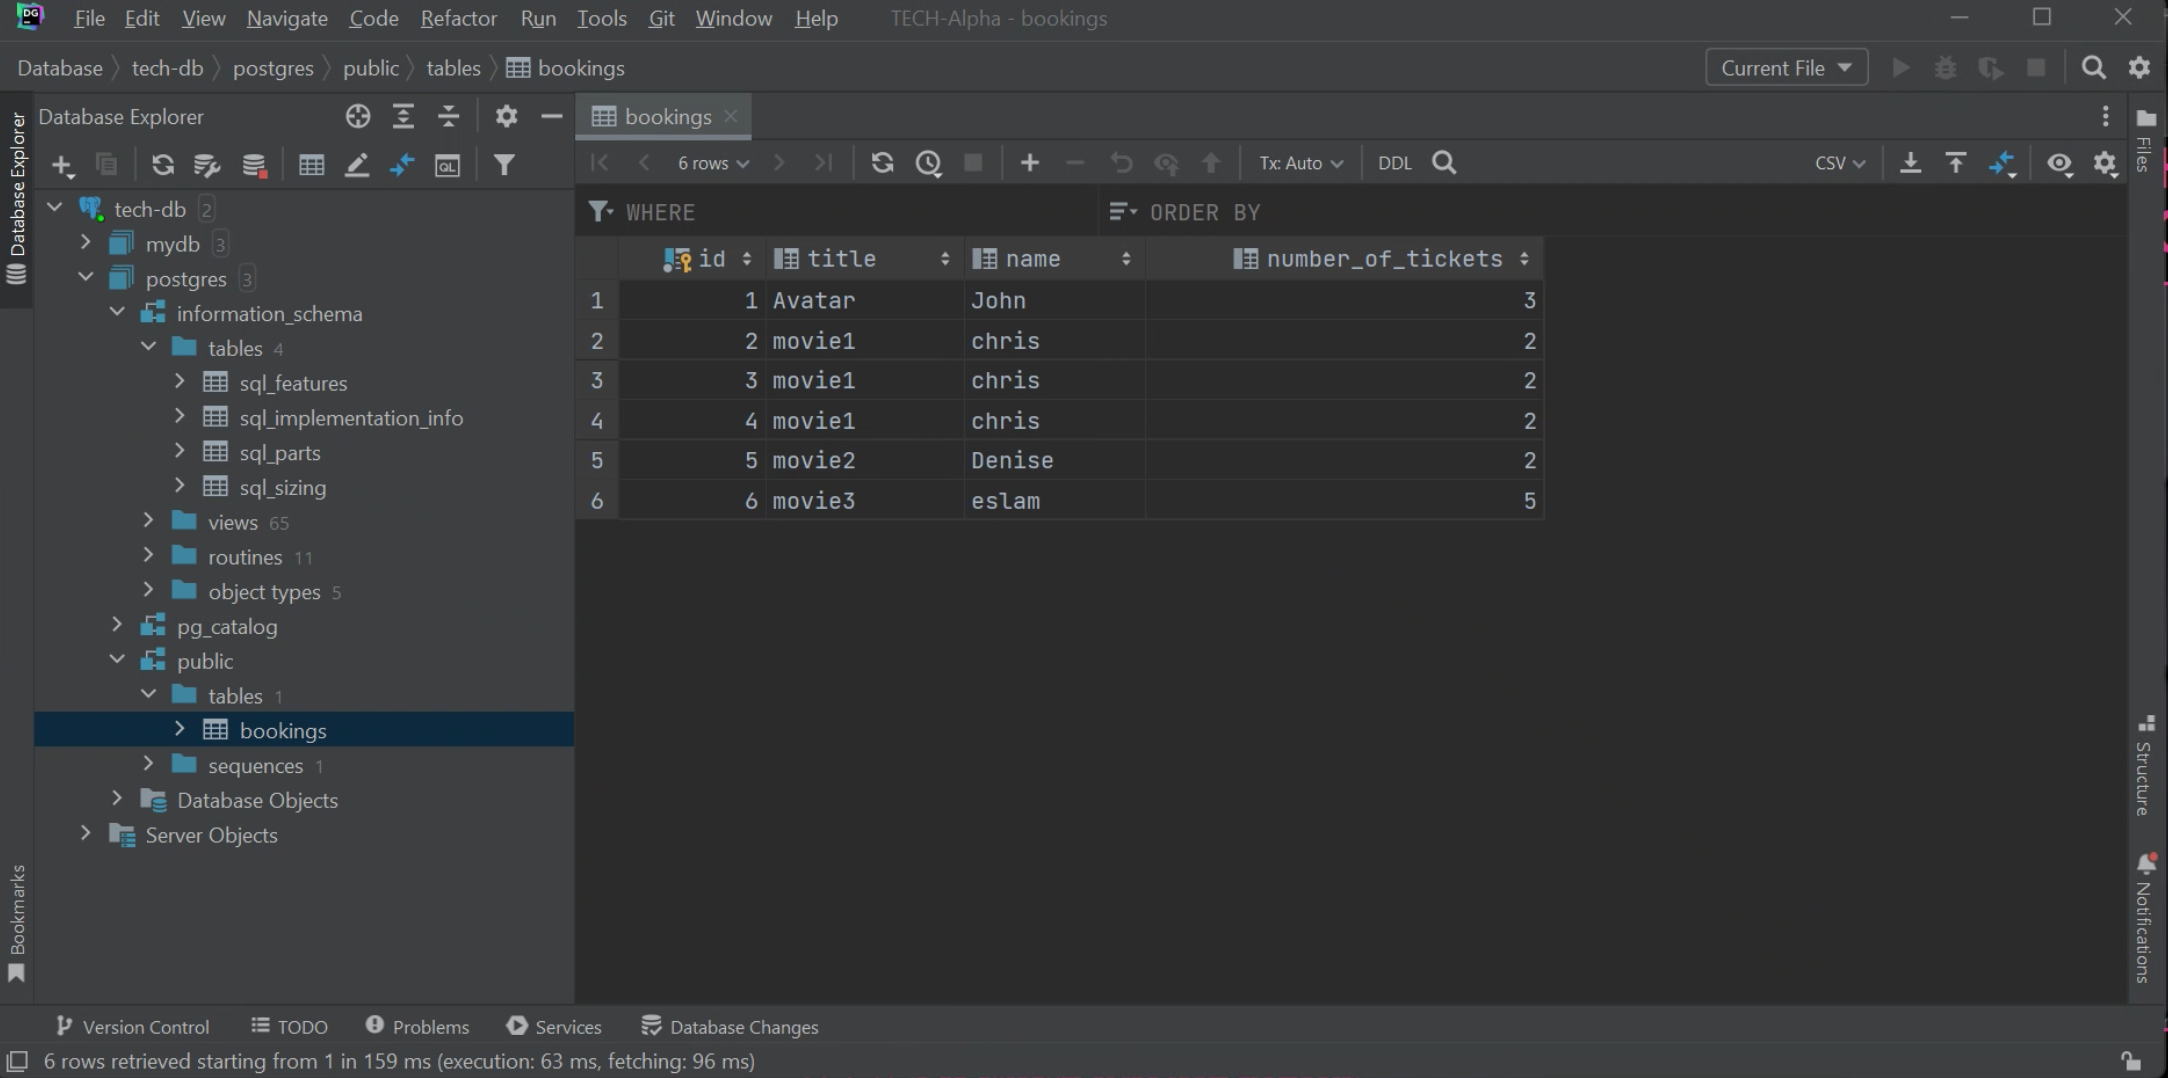 DG File Edit View Navigate Code Refactor Run Tools Git Window Help TECH-Alpha - bookings
Database tech-db postgres public tables bookings Current File
Database Explorer
Database Explorer
bookings
Files
QL
6 rows Tx: Auto DDL CSV
WHERE ORDER BY
id title name number_of_tickets
1 1 Avatar John 3
2 2 movie1 chris 2
3 3 movie1 chris 2
4 4 movie1 chris 2
5 5 movie2 Denise 2
6 6 movie3 eslam 5
tech-db 2
mydb 3
postgres 3
information_schema
tables 4
sql_features
sql_implementation_info
sql_parts
sql_sizing
views 65
routines 11
object types 5
pg_catalog
public
tables 1
bookings
sequences 1
Database Objects
Server Objects
Structure
Bookmarks
Notifications
Version Control TODO Problems Services Database Changes
6 rows retrieved starting from 1 in 159 ms (execution: 63 ms, fetching: 96 ms)